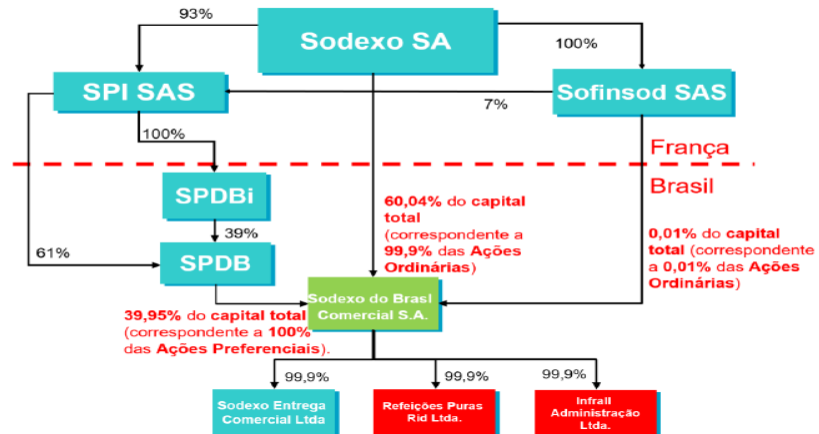 93%
Sodexo SA
100%
SPI SAS
7%
Sofinsod SAS
100%
França
Brasil
SPDBi
60,04% do capital
total
(correspondente a
99,9% das Ações
Ordinárias)
0,01% do capital
total (correspondente
a 0,01% das Ações
Ordinárias)
39%
61%
SPDB
Sodexo do Brasl
Comercial S.A.
39,95% do capital total
(correspondente a 100%
das Ações Preferenciais).
99,9%
99,9%
99,9%
Sodexo Entrega
Comercial Ltda
Refeições Puras
Rid Ltda.
Infrall
Administração
Ltda.